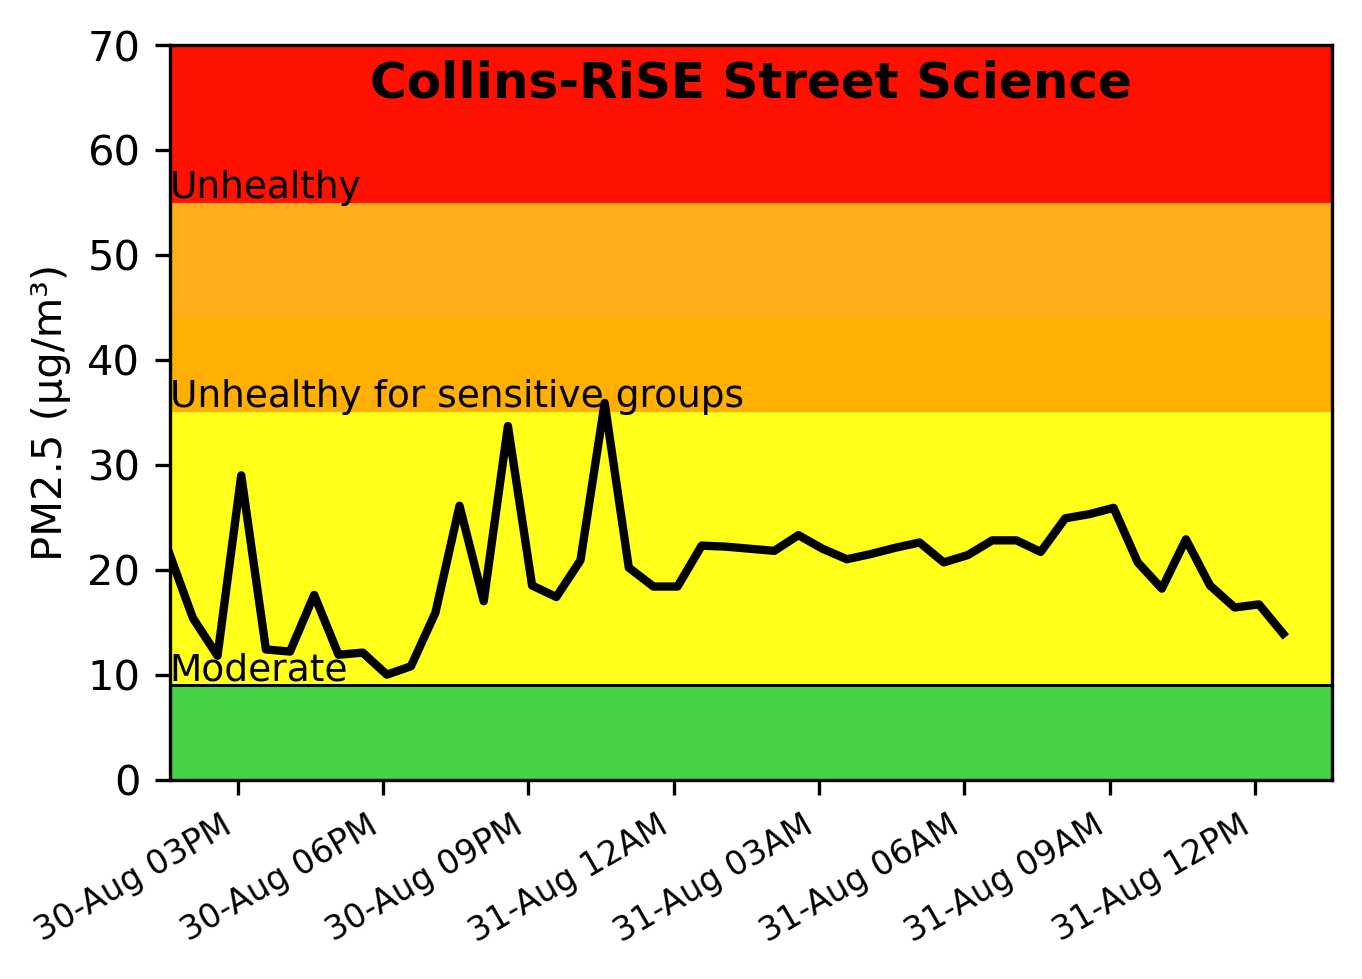 Collins-RiSE Street Science
PM2.5 (µg/m³)
70
60
50
40
30
20
10
0
Unhealthy
Unhealthy for sensitive groups
Moderate
30-Aug 03PM
30-Aug 06PM
30-Aug 09PM
31-Aug 12AM
31-Aug 03AM
31-Aug 06AM
31-Aug 09AM
31-Aug 12PM